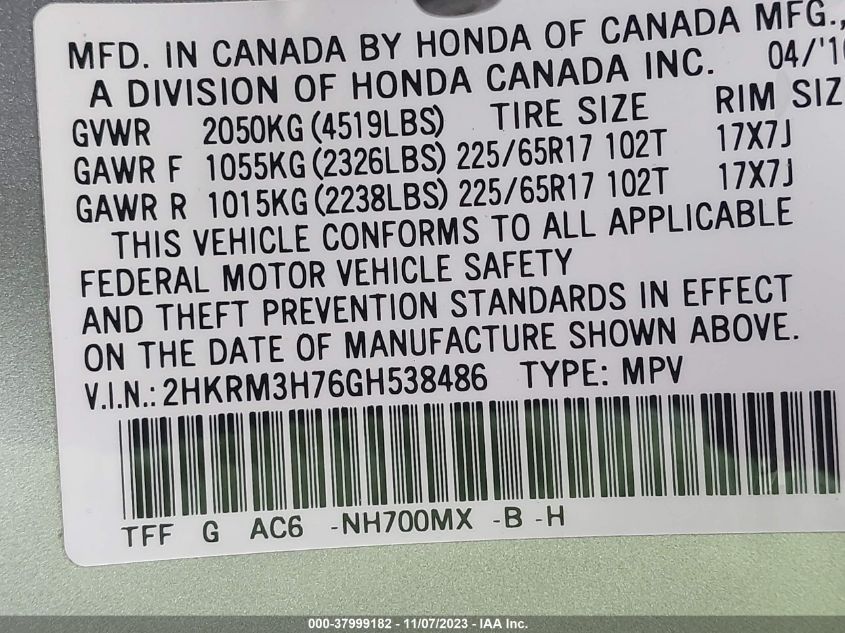 MFD. IN CANADA BY HONDA OF CANADA MFG.,
A DIVISION OF HONDA CANADA INC. 04/'16
GVWR 2050KG (4519LBS) TIRE SIZE RIM SIZ
GAWR F 1055KG (2326LBS) 225/65R17 102T 17X7J
GAWR R 1015KG (2238LBS) 225/65R17 102T 17X7J
THIS VEHICLE CONFORMS TO ALL APPLICABLE
FEDERAL MOTOR VEHICLE SAFETY
AND THEFT PREVENTION STANDARDS IN EFFECT
ON THE DATE OF MANUFACTURE SHOWN ABOVE.
V.I.N.: 2HKRM3H76GH538486 TYPE: MPV
TFF G AC6 -NH700MX -B -H
000-37999182 - 11/07/2023 - IAA Inc.